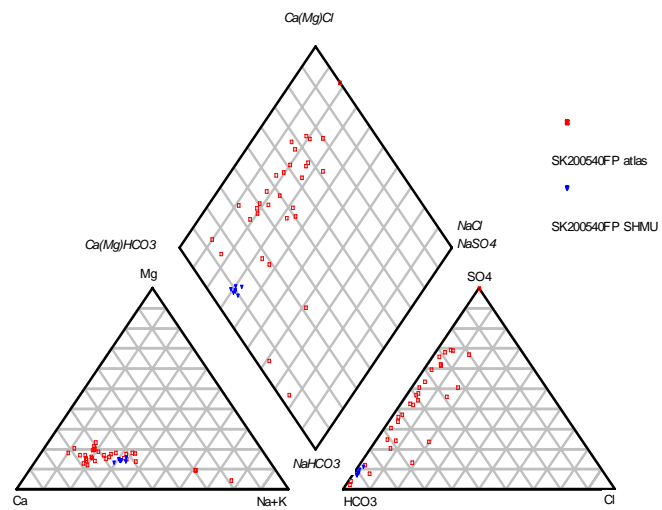 Ca(Mg)Cl
SK200540FP atlas
SK200540FP SHMU
NaCl
NaSO4
Ca(Mg)HCO3
Mg
SO4
NaHCO3
Ca
Na+K
HCO3
Cl